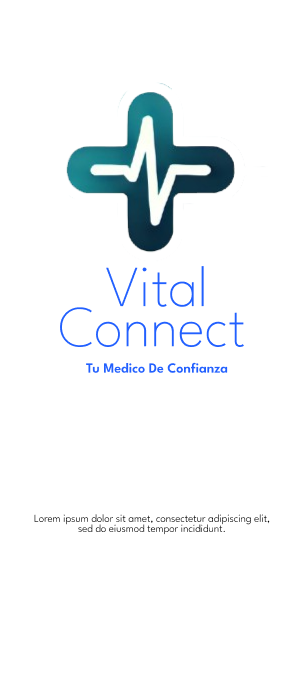 Vital
Connect
Tu Medico De Confianza
Lorem ipsum dolor sit amet, consectetur adipiscing elit,
sed do eiusmod tempor incididunt.